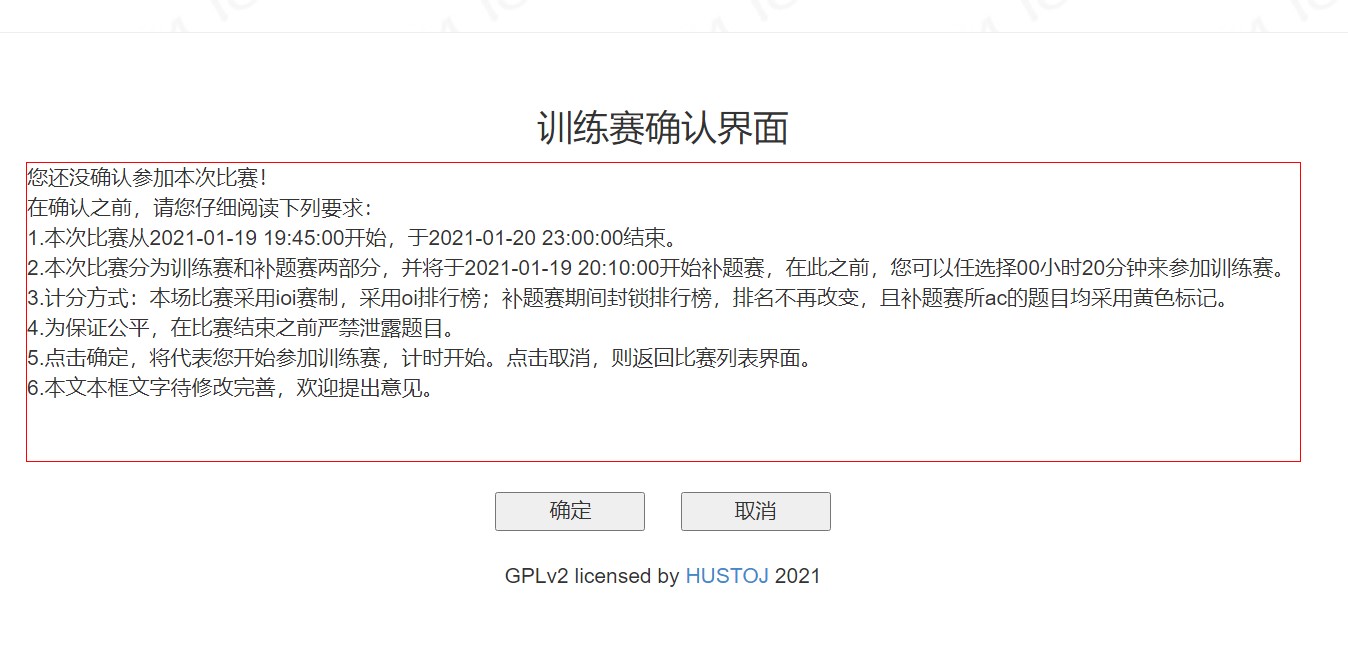 训练赛确认界面
您还没确认参加本次比赛！
在确认之前，请您仔细阅读下列要求：
1.本次比赛从2021-01-19 19:45:00开始，于2021-01-20 23:00:00结束。
2.本次比赛分为训练赛和补题赛两部分，并将于2021-01-19 20:10:00开始补题赛，在此之前，您可以任选择00小时20分钟来参加训练赛。
3.计分方式：本场比赛采用ioi赛制，采用oi排行榜；补题赛期间封锁排行榜，排名不再改变，且补题赛所ac的题目均采用黄色标记。
4.为保证公平，在比赛结束之前严禁泄露题目。
5.点击确定，将代表您开始参加训练赛，计时开始。点击取消，则返回比赛列表界面。
6.本文本框文字待修改完善，欢迎提出意见。
确定 取消
GPLv2 licensed by HUSTOJ 2021